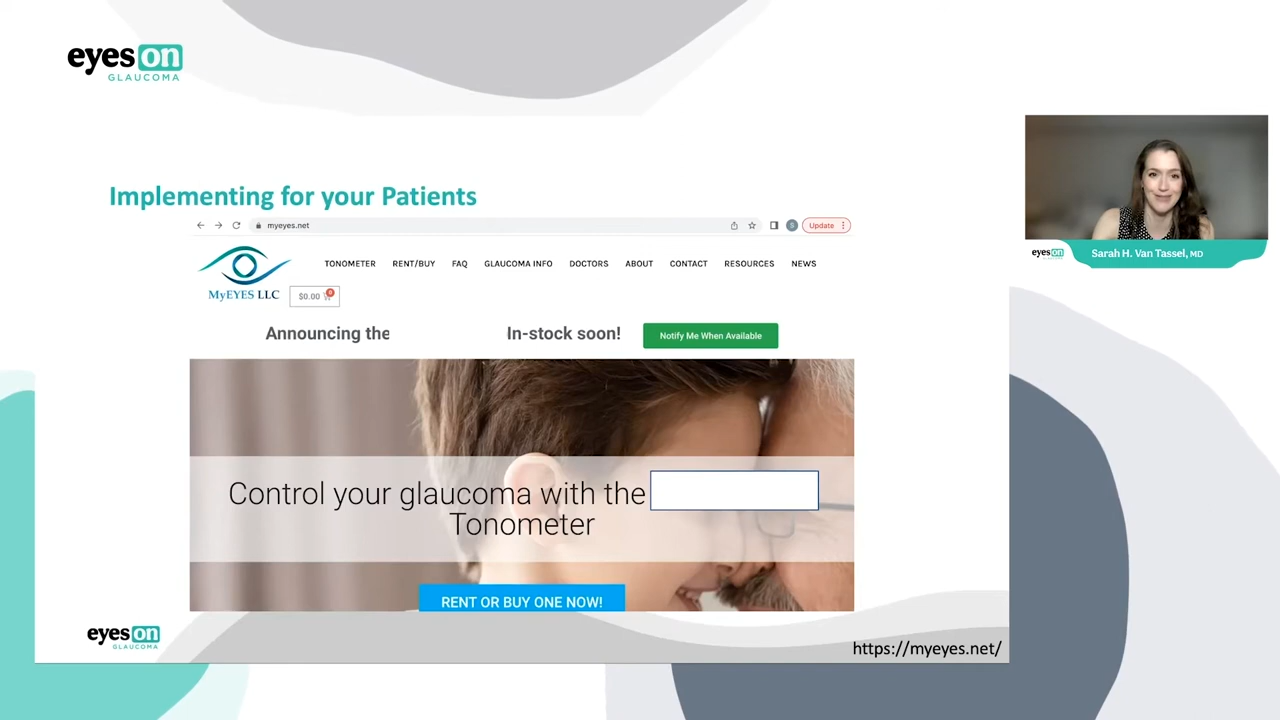 eyes on
GLAUCOMA
Implementing for your Patients
myeyes.net
S
Update
MyEYES LLC
TONOMETER RENT/BUY FAQ GLAUCOMA INFO DOCTORS ABOUT CONTACT RESOURCES NEWS
$0.00 0
Announcing the In-stock soon! Notify Me When Available
Control your glaucoma with the
Tonometer
RENT OR BUY ONE NOW!
eyes on
GLAUCOMA
https://myeyes.net/
eyes on
GLAUCOMA
Sarah H. Van Tassel, MD